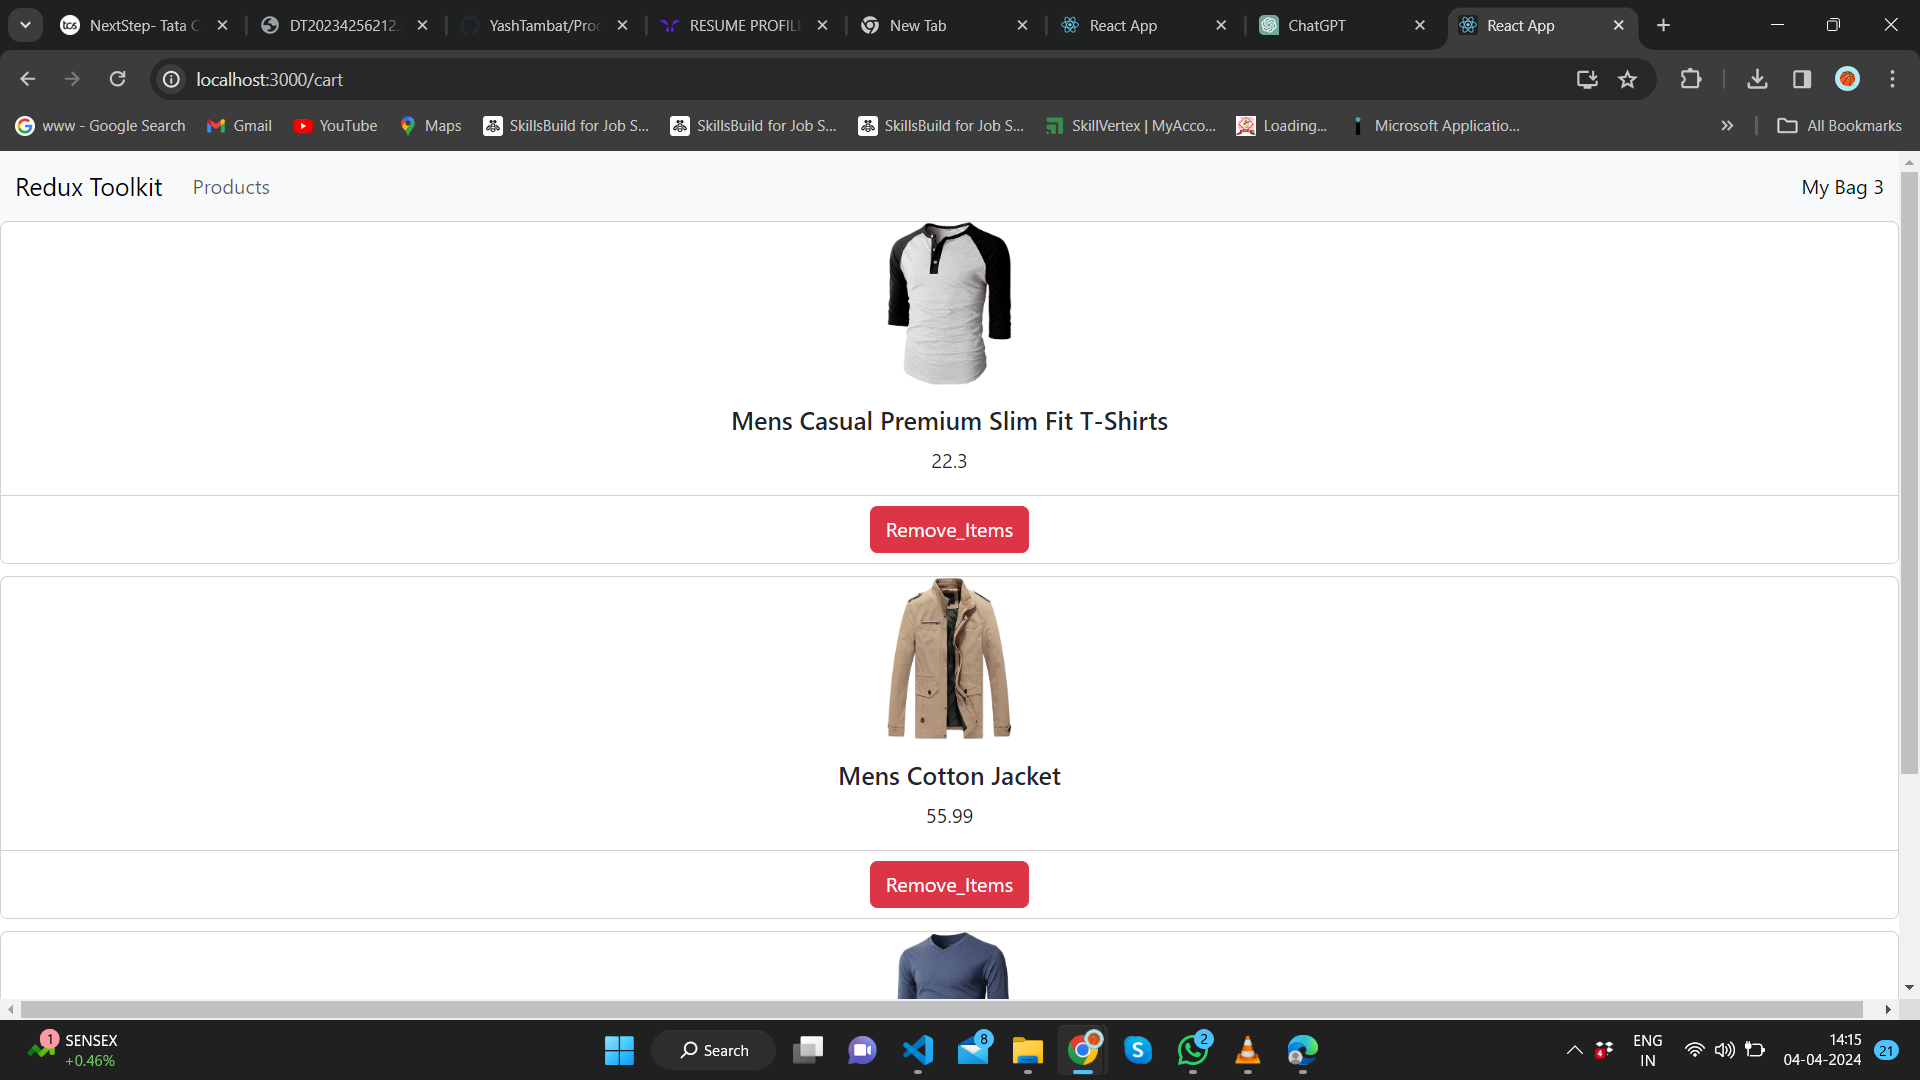 NextStep- Tata C
DT20234256212.
YashTambat/Prod
RESUME PROFILE
New Tab
React App
ChatGPT
React App
localhost:3000/cart
www - Google Search
Gmail
YouTube
Maps
SkillsBuild for Job S...
SkillsBuild for Job S...
SkillsBuild for Job S...
SkillVertex | MyAcco...
Loading...
Microsoft Applicatio...
All Bookmarks
Redux Toolkit
Products
My Bag 3
Mens Casual Premium Slim Fit T-Shirts
22.3
Remove_Items
Mens Cotton Jacket
55.99
Remove_Items
1
SENSEX
+0.46%
Search
8
2
4
ENG
IN
14:15
04-04-2024
21